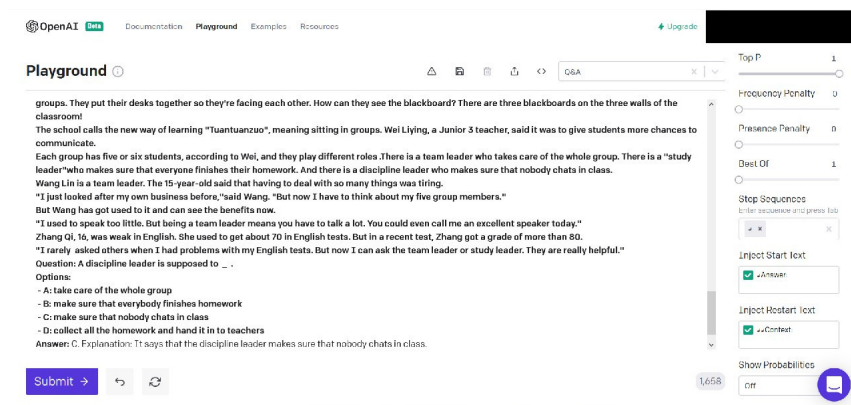 OpenAI Beta Documentation Playground Examples Resources Upgrade
Playground
Q&A
groups. They put their desks together so they're facing each other. How can they see the blackboard? There are three blackboards on the three walls of the
classroom!
The school calls the new way of learning "Tuantuanzuo", meaning sitting in groups. Wei Liying, a Junior 3 teacher, said it was to give students more chances to
communicate.
Each group has five or six students, according to Wei, and they play different roles .There is a team leader who takes care of the whole group. There is a "study
leader"who makes sure that everyone finishes their homework. And there is a discipline leader who makes sure that nobody chats in class.
Wang Lin is a team leader. The 15-year-old said that having to deal with so many things was tiring.
"I just looked after my own business before,"said Wang. "But now I have to think about my five group members."
But Wang has got used to it and can see the benefits now.
"I used to speak too little. But being a team leader means you have to talk a lot. You could even call me an excellent speaker today."
Zhang Qi, 16, was weak in English. She used to get about 70 in English tests. But in a recent test, Zhang got a grade of more than 80.
"I rarely asked others when I had problems with my English tests. But now I can ask the team leader or study leader. They are really helpful."
Question: A discipline leader is supposed to _ .
Options:
- A: take care of the whole group
- B: make sure that everybody finishes homework
- C: make sure that nobody chats in class
- D: collect all the homework and hand it in to teachers
Answer: C. Explanation: It says that the discipline leader makes sure that nobody chats in class.
Submit
1,658
Top P 1
Frequency Penalty 0
Presence Penalty 0
Best Of 1
Stop Sequences
Enter sequence and press Tab
Inject Start Text
↲Answer:
Inject Restart Text
↲↲Context:
Show Probabilities
Off